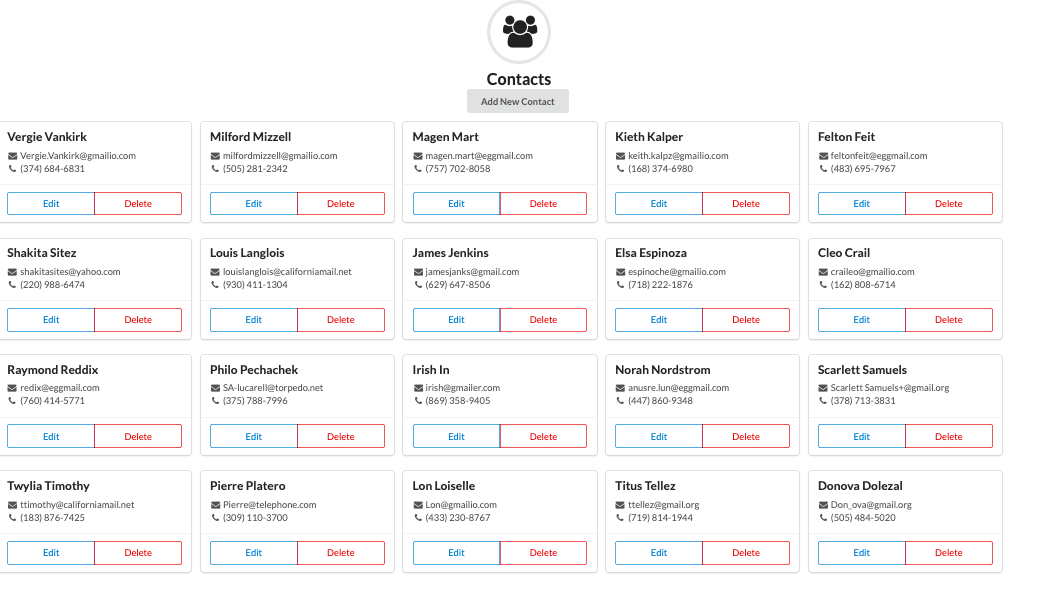 Contacts
Add New Contact
Vergie Vankirk
Vergie.Vankirk@gmailio.com
(374) 684-6831
Edit Delete
Milford Mizzell
milfordmizzell@gmailio.com
(505) 281-2342
Edit Delete
Magen Mart
magen.mart@eggmail.com
(757) 702-8058
Edit Delete
Kieth Kalper
keith.kalpz@gmailio.com
(168) 374-6980
Edit Delete
Felton Feit
feltonfeit@eggmail.com
(483) 695-7967
Edit Delete
Shakita Sitez
shakitasites@yahoo.com
(220) 988-6474
Edit Delete
Louis Langlois
louislanglois@californiamail.net
(930) 411-1304
Edit Delete
James Jenkins
jamesjanks@gmail.com
(629) 647-8506
Edit Delete
Elsa Espinoza
espinoche@gmailio.com
(718) 222-1876
Edit Delete
Cleo Crail
craileo@gmailio.com
(162) 808-6714
Edit Delete
Raymond Reddix
redix@eggmail.com
(760) 414-5771
Edit Delete
Philo Pechachek
SA-lucarell@torpedo.net
(375) 788-7996
Edit Delete
Irish In
irish@gmailer.com
(869) 358-9405
Edit Delete
Norah Nordstrom
anusre.lun@eggmail.com
(447) 860-9348
Edit Delete
Scarlett Samuels
Scarlett Samuels+@gmail.org
(378) 713-3831
Edit Delete
Twylia Timothy
ttimothy@californiamail.net
(183) 876-7425
Edit Delete
Pierre Platero
Pierre@telephone.com
(309) 110-3700
Edit Delete
Lon Loiselle
Lon@gmailio.com
(433) 230-8767
Edit Delete
Titus Tellez
ttellez@gmail.org
(719) 814-1944
Edit Delete
Donova Dolezal
Don_ova@gmail.org
(505) 484-5020
Edit Delete